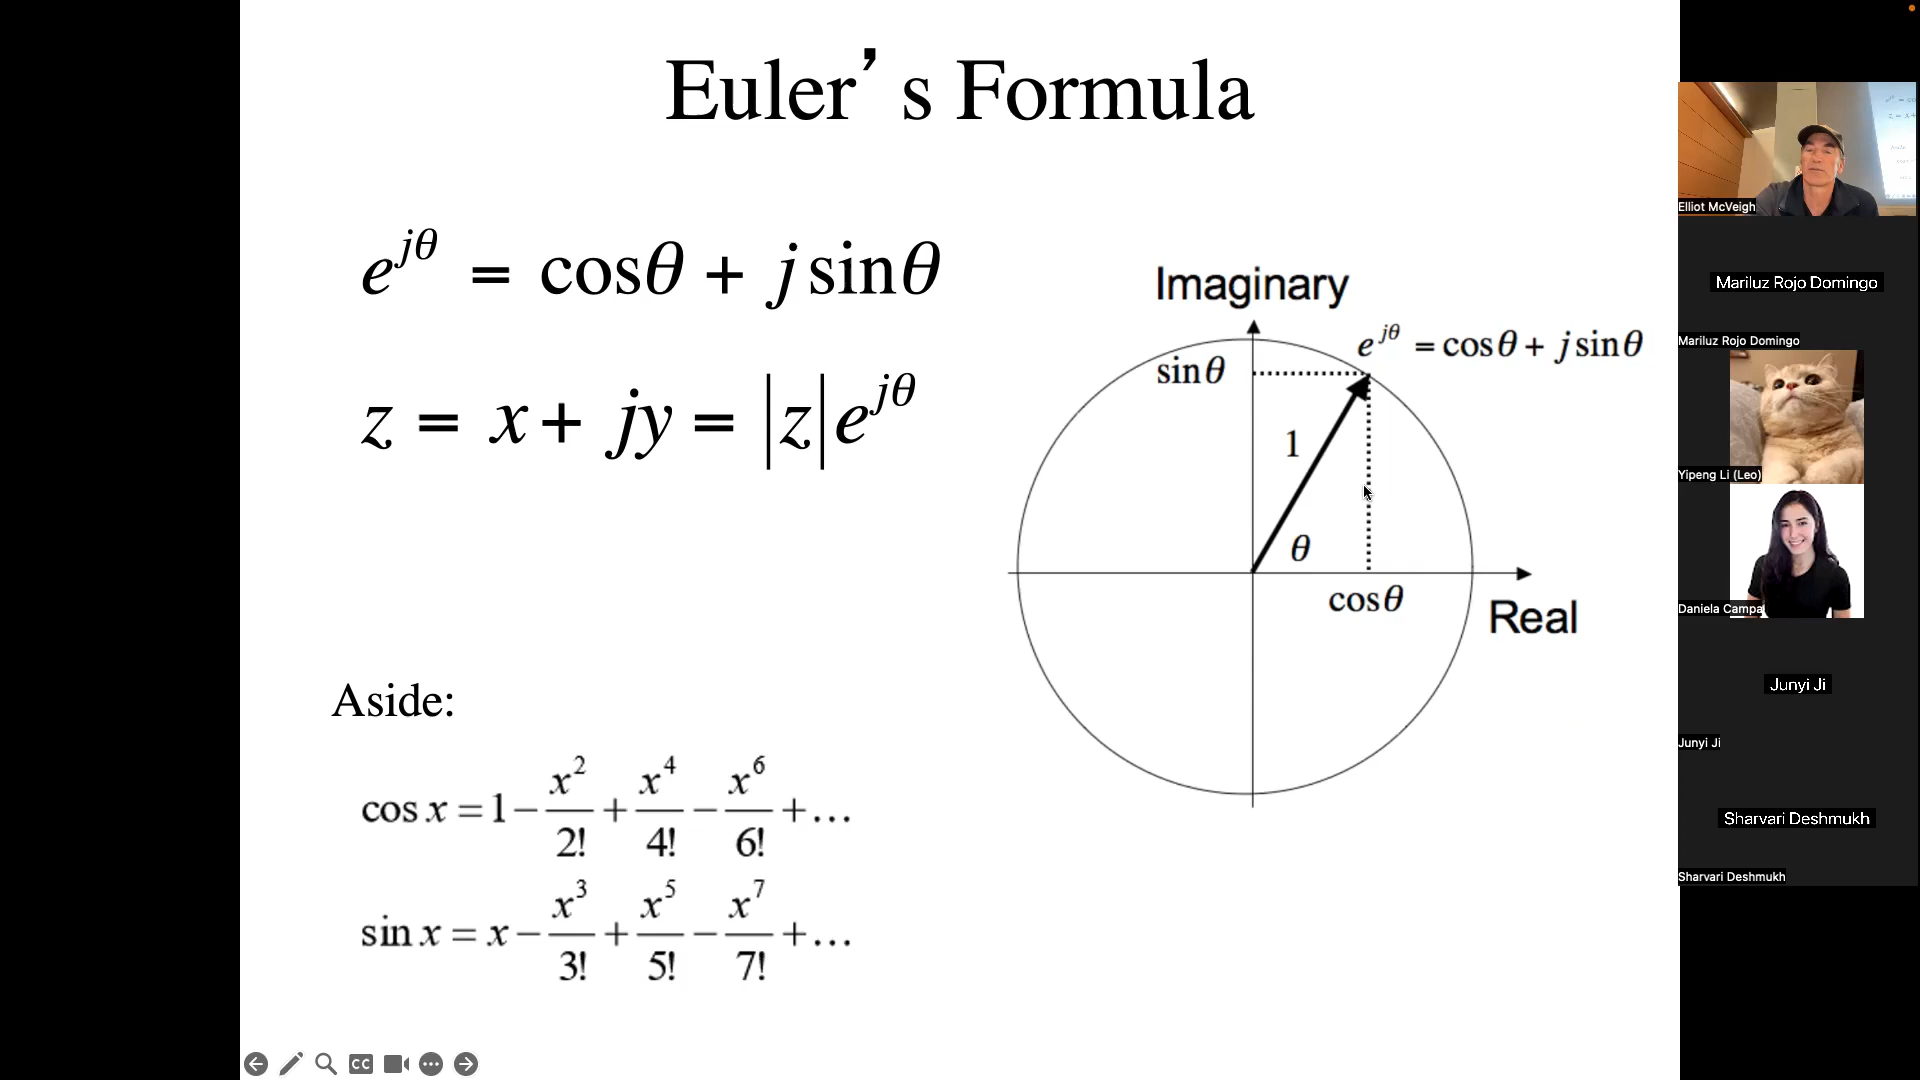 Euler’s Formula
e^{jθ} = cosθ + j sinθ
z = x + jy = |z| e^{jθ}
Imaginary
e^{jθ} = cosθ + j sinθ
sinθ
1
θ
cosθ
Real
Aside:
cos x = 1 − x^2/2! + x^4/4! − x^6/6! + …
sin x = x − x^3/3! + x^5/5! − x^7/7! + …
CC
Elliot McVeigh
Mariluz Rojo Domingo
Mariluz Rojo Domingo
Yipeng Li (Leo)
Daniela Campa
Junyi Ji
Junyi Ji
Sharvari Deshmukh
Sharvari Deshmukh